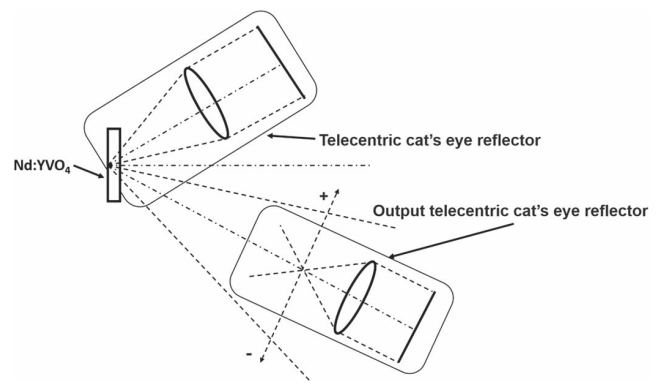 Telecentric cat's eye reflector
Nd:YVO₄
+
Output telecentric cat's eye reflector
-